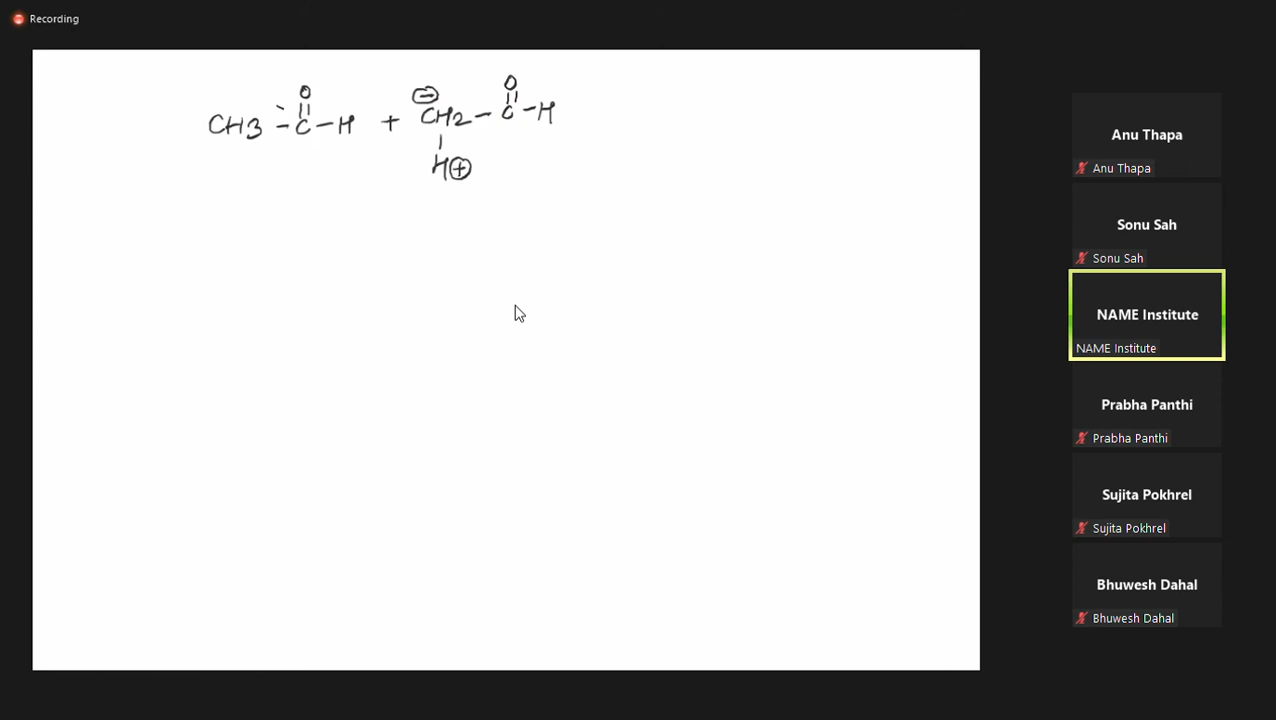 Recording
O O
CH3 - C - H + ⊖CH2 - C - H
H⊕
Anu Thapa
Anu Thapa
Sonu Sah
Sonu Sah
NAME Institute
NAME Institute
Prabha Panthi
Prabha Panthi
Sujita Pokhrel
Sujita Pokhrel
Bhuwesh Dahal
Bhuwesh Dahal